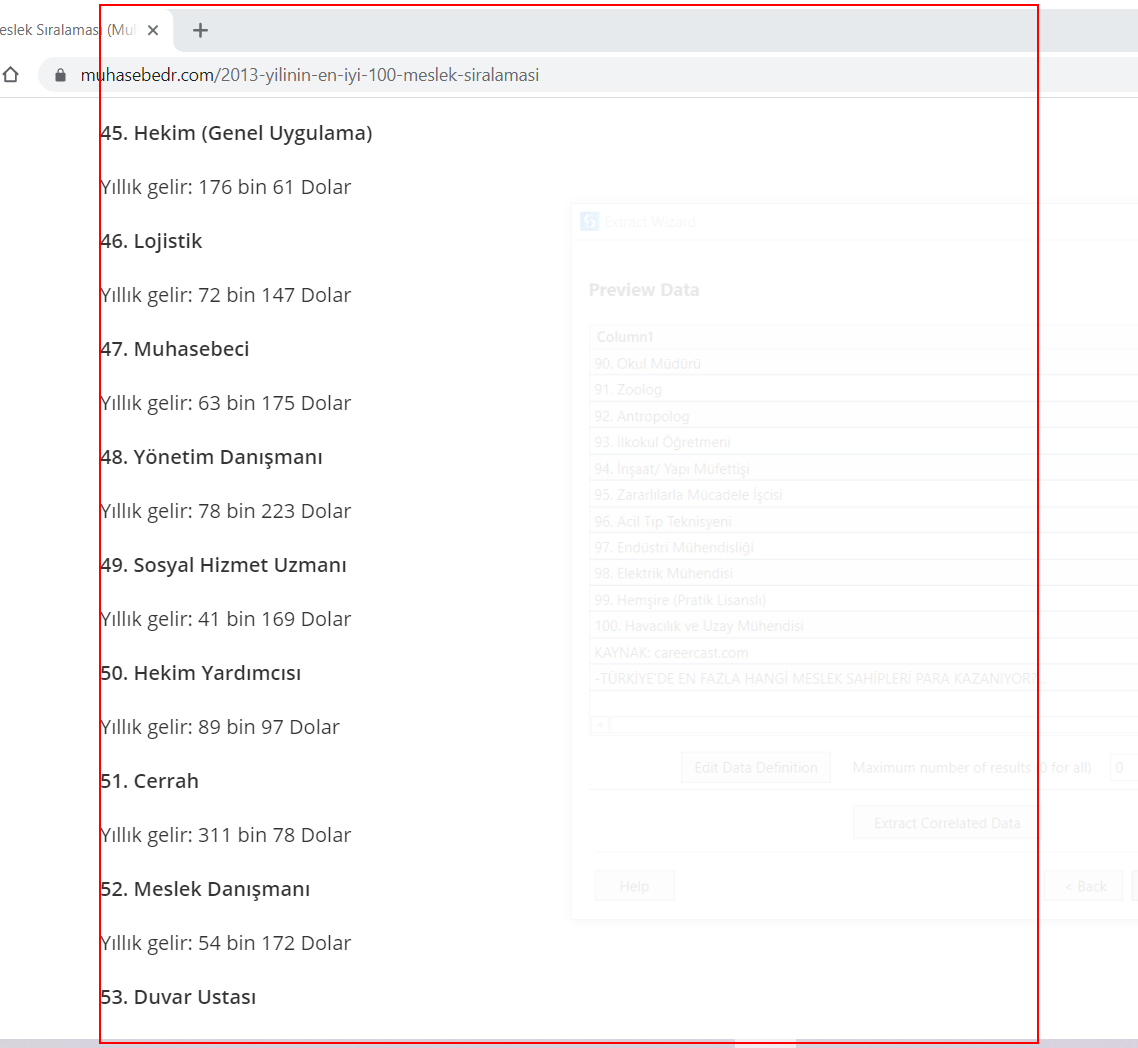 eslek Sıralaması (Mu
muhasebedr.com/2013-yilinin-en-iyi-100-meslek-siralamasi
45. Hekim (Genel Uygulama)
Yıllık gelir: 176 bin 61 Dolar
46. Lojistik
Yıllık gelir: 72 bin 147 Dolar
47. Muhasebeci
Yıllık gelir: 63 bin 175 Dolar
48. Yönetim Danışmanı
Yıllık gelir: 78 bin 223 Dolar
49. Sosyal Hizmet Uzmanı
Yıllık gelir: 41 bin 169 Dolar
50. Hekim Yardımcısı
Yıllık gelir: 89 bin 97 Dolar
51. Cerrah
Yıllık gelir: 311 bin 78 Dolar
52. Meslek Danışmanı
Yıllık gelir: 54 bin 172 Dolar
53. Duvar Ustası
Extract Wizard
Preview Data
Column1
90. Okul Müdürü
91. Zoolog
92. Antropolog
93. İlkokul Öğretmeni
94. İnşaat/ Yapı Müfettişi
95. Zararlılarla Mücadele İşcisi
96. Acil Tıp Teknisyeni
97. Endüstri Mühendisliği
98. Elektrik Mühendisi
99. Hemşire (Pratik Lisanslı)
100. Havacılık ve Uzay Mühendisi
KAYNAK: careercast.com
-TÜRKİYE'DE EN FAZLA HANGİ MESLEK SAHİPLERİ PARA KAZANIYOR?...
Edit Data Definition
Maximum number of results (0 for all) 0
Extract Correlated Data
Help
< Back